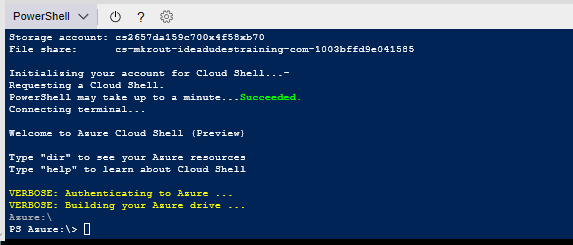 PowerShell
?
Storage account: cs2657da159c700x4f58xb70
File share:      cs-mkrout-ideadudestraining-com-1003bffd9e041585
Initializing your account for Cloud Shell...-
Requesting a Cloud Shell.
PowerShell may take up to a minute...Succeeded.
Connecting terminal...
Welcome to Azure Cloud Shell (Preview)
Type "dir" to see your Azure resources
Type "help" to learn about Cloud Shell
VERBOSE: Authenticating to Azure ...
VERBOSE: Building your Azure drive ...
Azure:\
PS Azure:\>